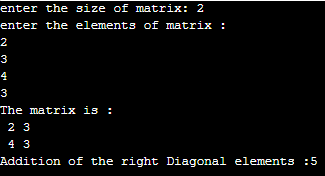 enter the size of matrix: 2
enter the elements of matrix :
2
3
4
3
The matrix is :
2 3
4 3
Addition of the right Diagonal elements :5